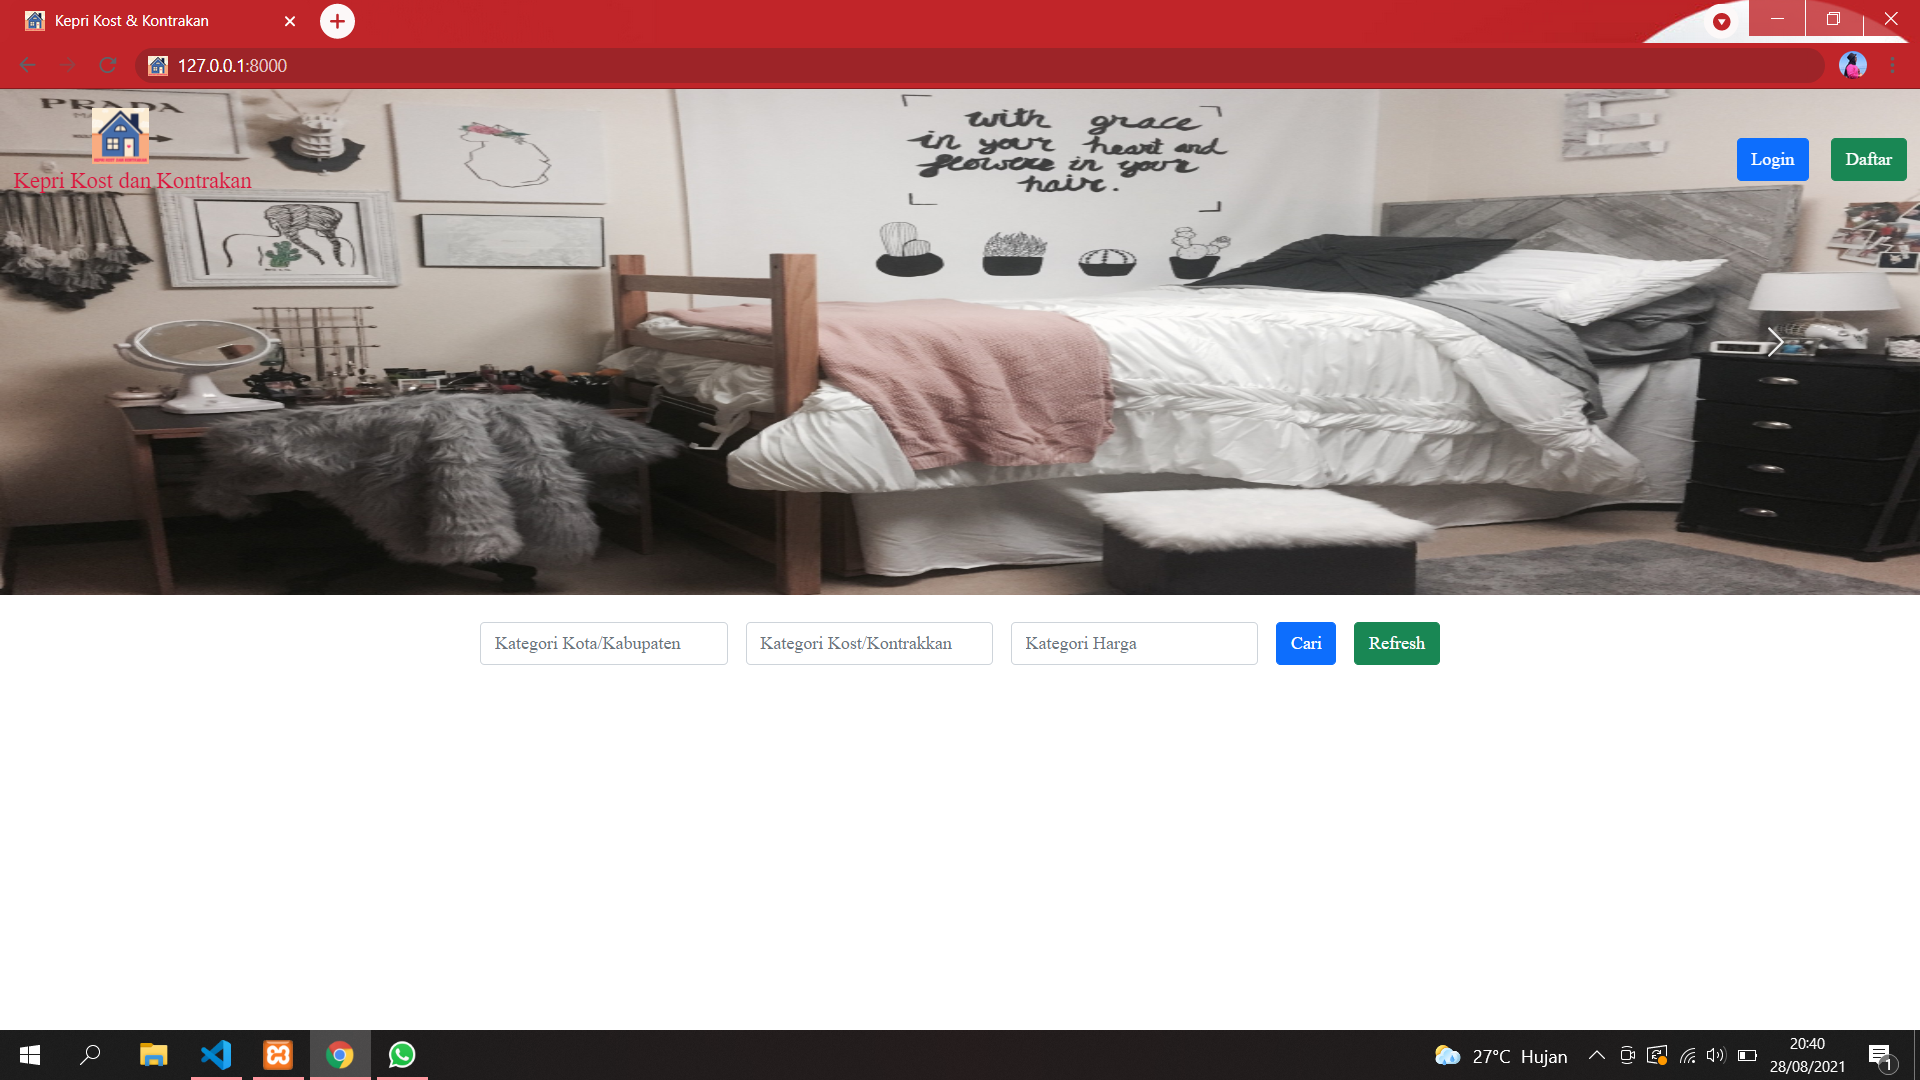 Kepri Kost & Kontrakan
127.0.0.1:8000
PRADA
with grace
in your heart and
flowers in your
hair.
E
Kepri Kost dan Kontrakan
Login
Daftar
Kategori Kota/Kabupaten
Kategori Kost/Kontrakkan
Kategori Harga
Cari
Refresh
27°C Hujan
20:40
28/08/2021
1